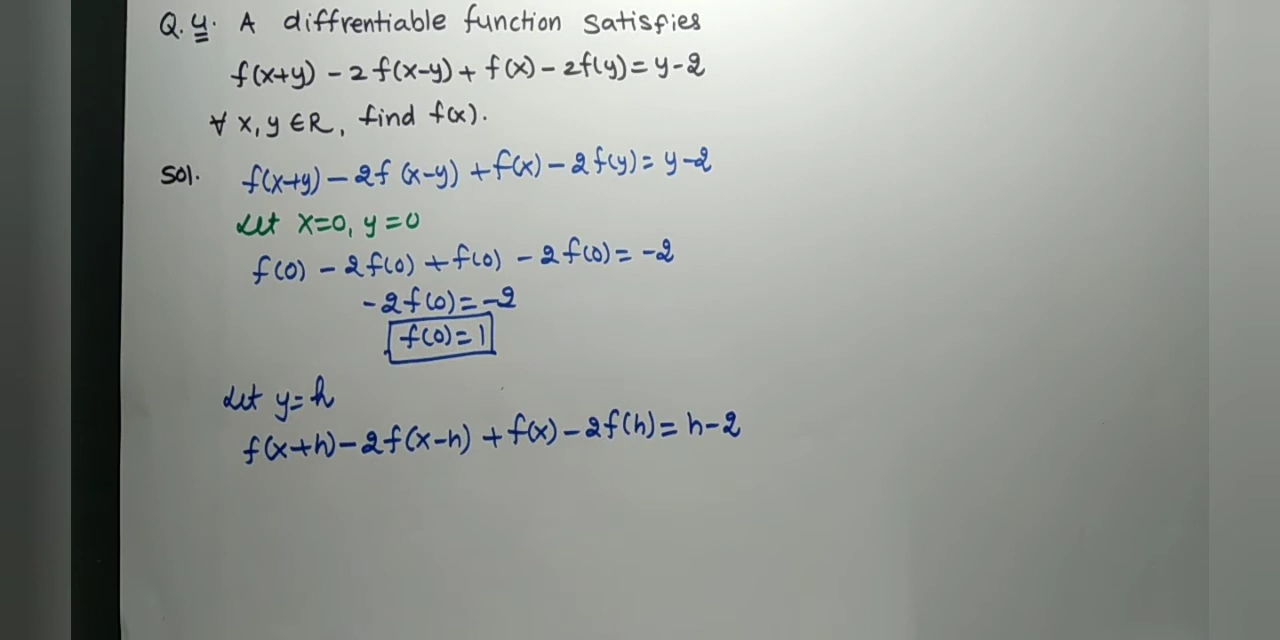 Q.4. A diffrentiable function satisfies
f(x+y) - 2f(x-y) + f(x) - 2f(y) = y-2
∀ x, y ∈ R, find f(x).
Sol. f(x+y) - 2f(x-y) + f(x) - 2f(y) = y-2
Let x=0, y=0
f(0) - 2f(0) + f(0) - 2f(0) = -2
-2f(0) = -2
f(0) = 1
Let y=h
f(x+h) - 2f(x-h) + f(x) - 2f(h) = h-2